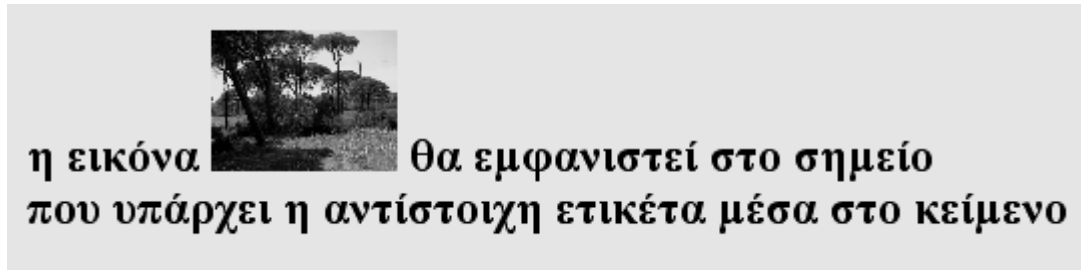 η εικόνα θα εμφανιστεί στο σημείο
που υπάρχει η αντίστοιχη ετικέτα μέσα στο κείμενο